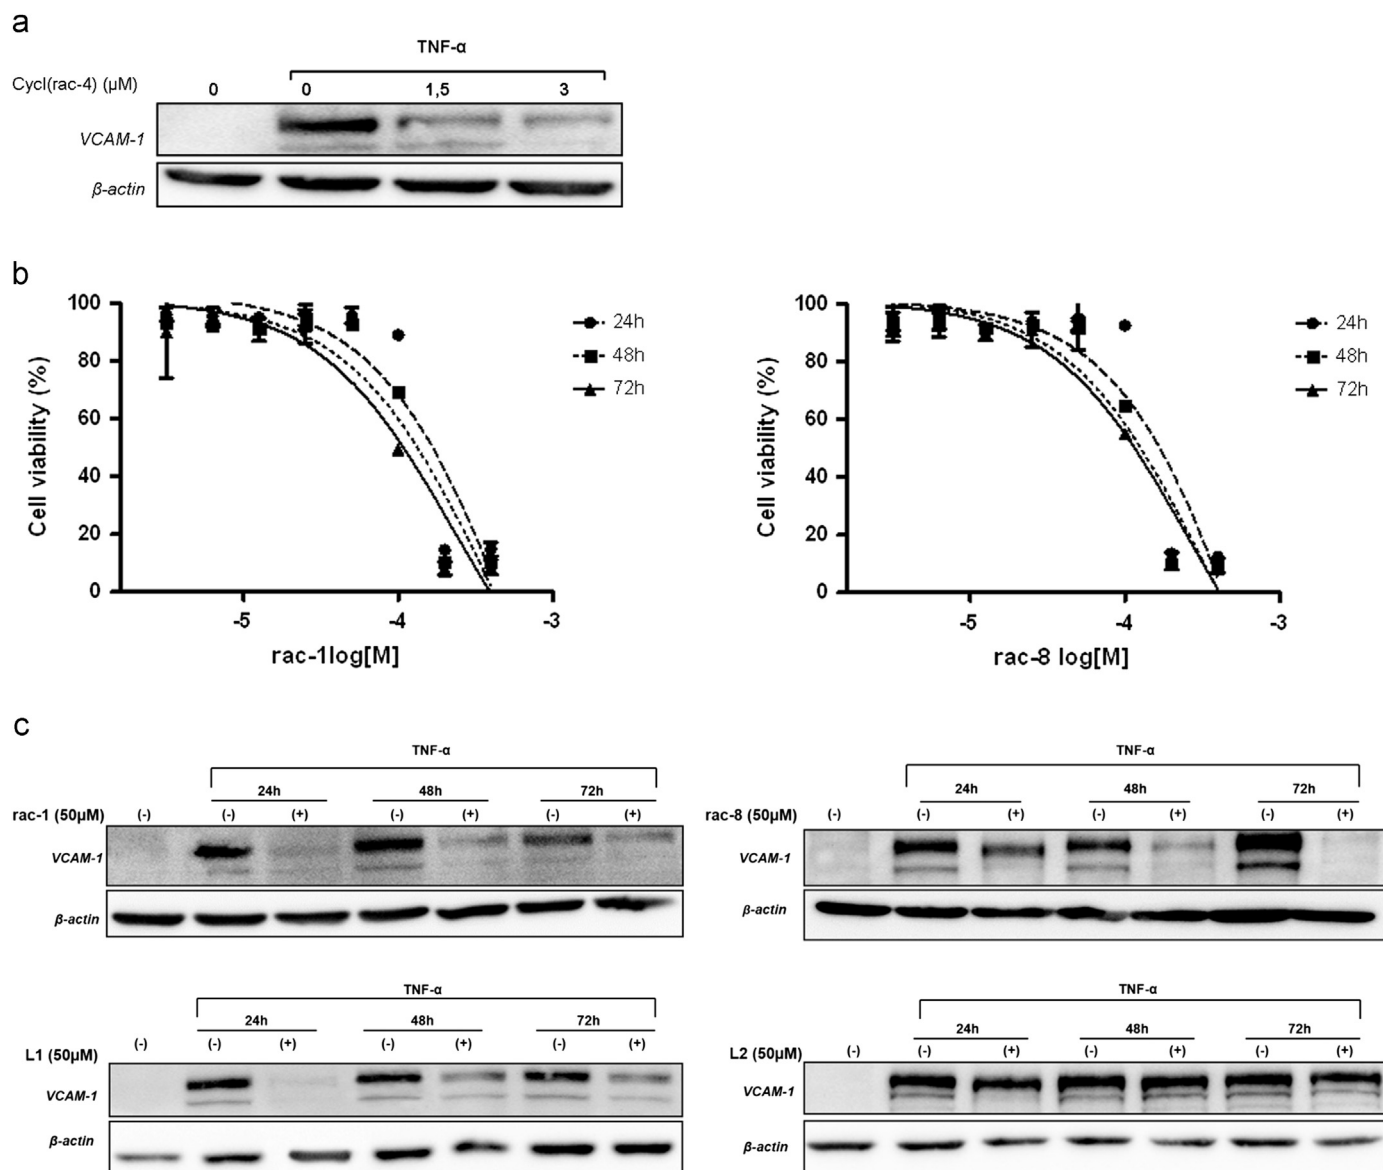 a
TNF-α
Cycl(rac-4) (μM) 0 0 1,5 3
VCAM-1
β-actin
b
100
80
60
40
20
0
Cell viability (%)
-5 -4 -3
rac-1log[M]
24h
48h
72h
100
80
60
40
20
0
Cell viability (%)
-5 -4 -3
rac-8 log[M]
24h
48h
72h
c
TNF-α
24h 48h 72h
rac-1 (50μM) (-) (-) (+) (-) (+) (-) (+)
VCAM-1
β-actin
TNF-α
24h 48h 72h
rac-8 (50μM) (-) (-) (+) (-) (+) (-) (+)
VCAM-1
β-actin
TNF-α
24h 48h 72h
L1 (50μM) (-) (-) (+) (-) (+) (-) (+)
VCAM-1
β-actin
TNF-α
24h 48h 72h
L2 (50μM) (-) (-) (+) (-) (+) (-) (+)
VCAM-1
β-actin